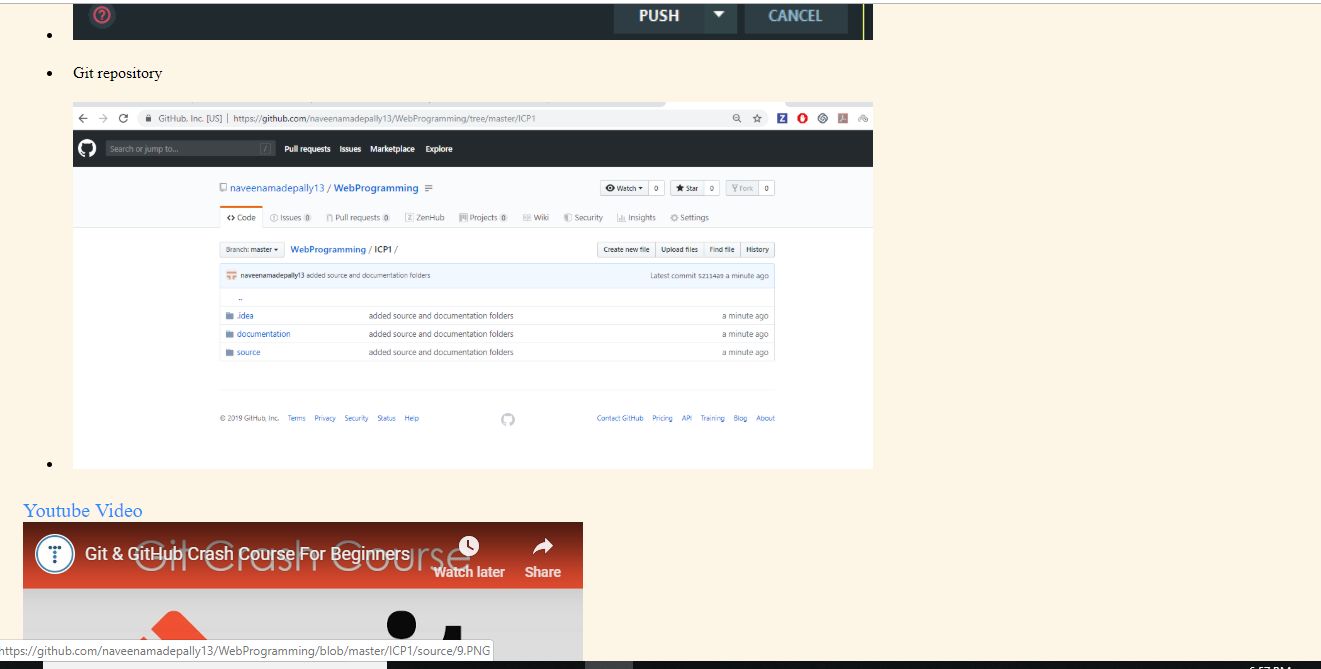 PUSH CANCEL
Git repository
GitHub, Inc. [US] | https://github.com/naveenamadepally13/WebProgramming/tree/master/ICP1
Search or jump to... / Pull requests Issues Marketplace Explore
naveenamadepally13 / WebProgramming Watch 0 Star 0 Fork 0
Code Issues 0 Pull requests 0 ZenHub Projects 0 Wiki Security Insights Settings
Branch: master WebProgramming / ICP1 / Create new file Upload files Find file History
naveenamadepally13 added source and documentation folders Latest commit 5211489 a minute ago
..
.idea added source and documentation folders a minute ago
documentation added source and documentation folders a minute ago
source added source and documentation folders a minute ago
© 2019 GitHub, Inc. Terms Privacy Security Status Help Contact GitHub Pricing API Training Blog About
Youtube Video
Git & GitHub Crash Course For Beginners
Git Crash Course
Watch later Share
https://github.com/naveenamadepally13/WebProgramming/blob/master/ICP1/source/9.PNG